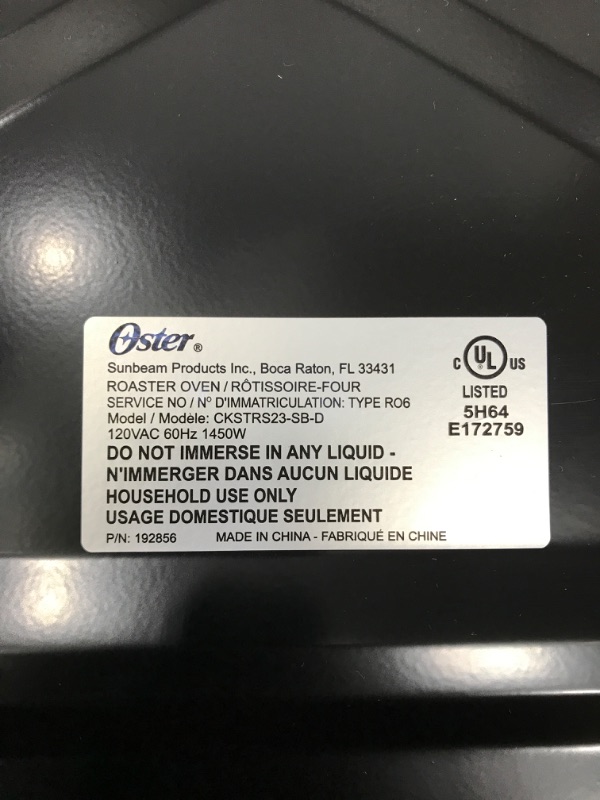 Oster®
Sunbeam Products Inc., Boca Raton, FL 33431
ROASTER OVEN / RÔTISSOIRE-FOUR
SERVICE NO / Nº D'IMMATRICULATION: TYPE RO6
Model / Modèle: CKSTRS23-SB-D
120VAC 60Hz 1450W
DO NOT IMMERSE IN ANY LIQUID -
N'IMMERGER DANS AUCUN LIQUIDE
HOUSEHOLD USE ONLY
USAGE DOMESTIQUE SEULEMENT
P/N: 192856 MADE IN CHINA - FABRIQUÉ EN CHINE
C UL US
LISTED
5H64
E172759